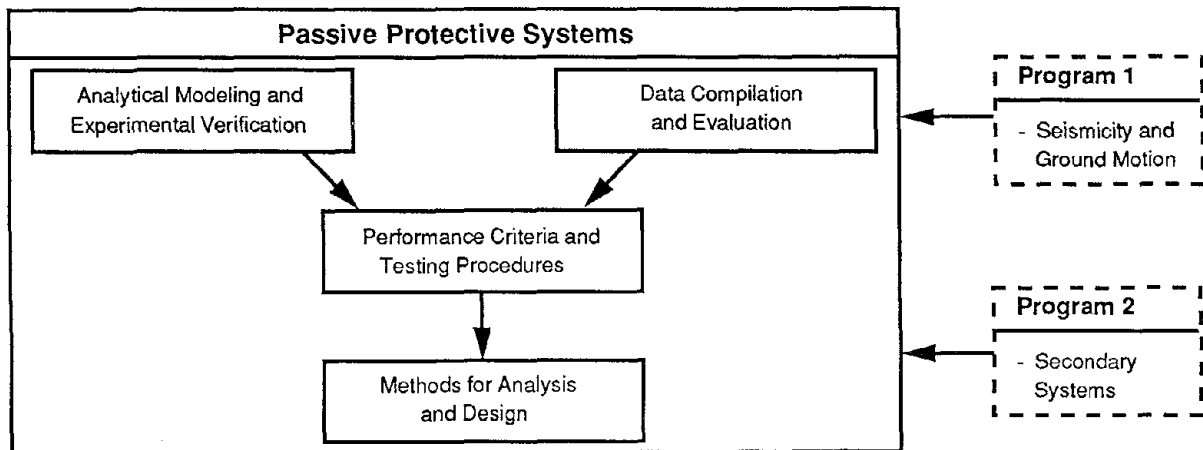 Passive Protective Systems
Analytical Modeling and
Experimental Verification
Data Compilation
and Evaluation
Performance Criteria and
Testing Procedures
Methods for Analysis
and Design
Program 1
- Seismicity and
Ground Motion
Program 2
- Secondary
Systems